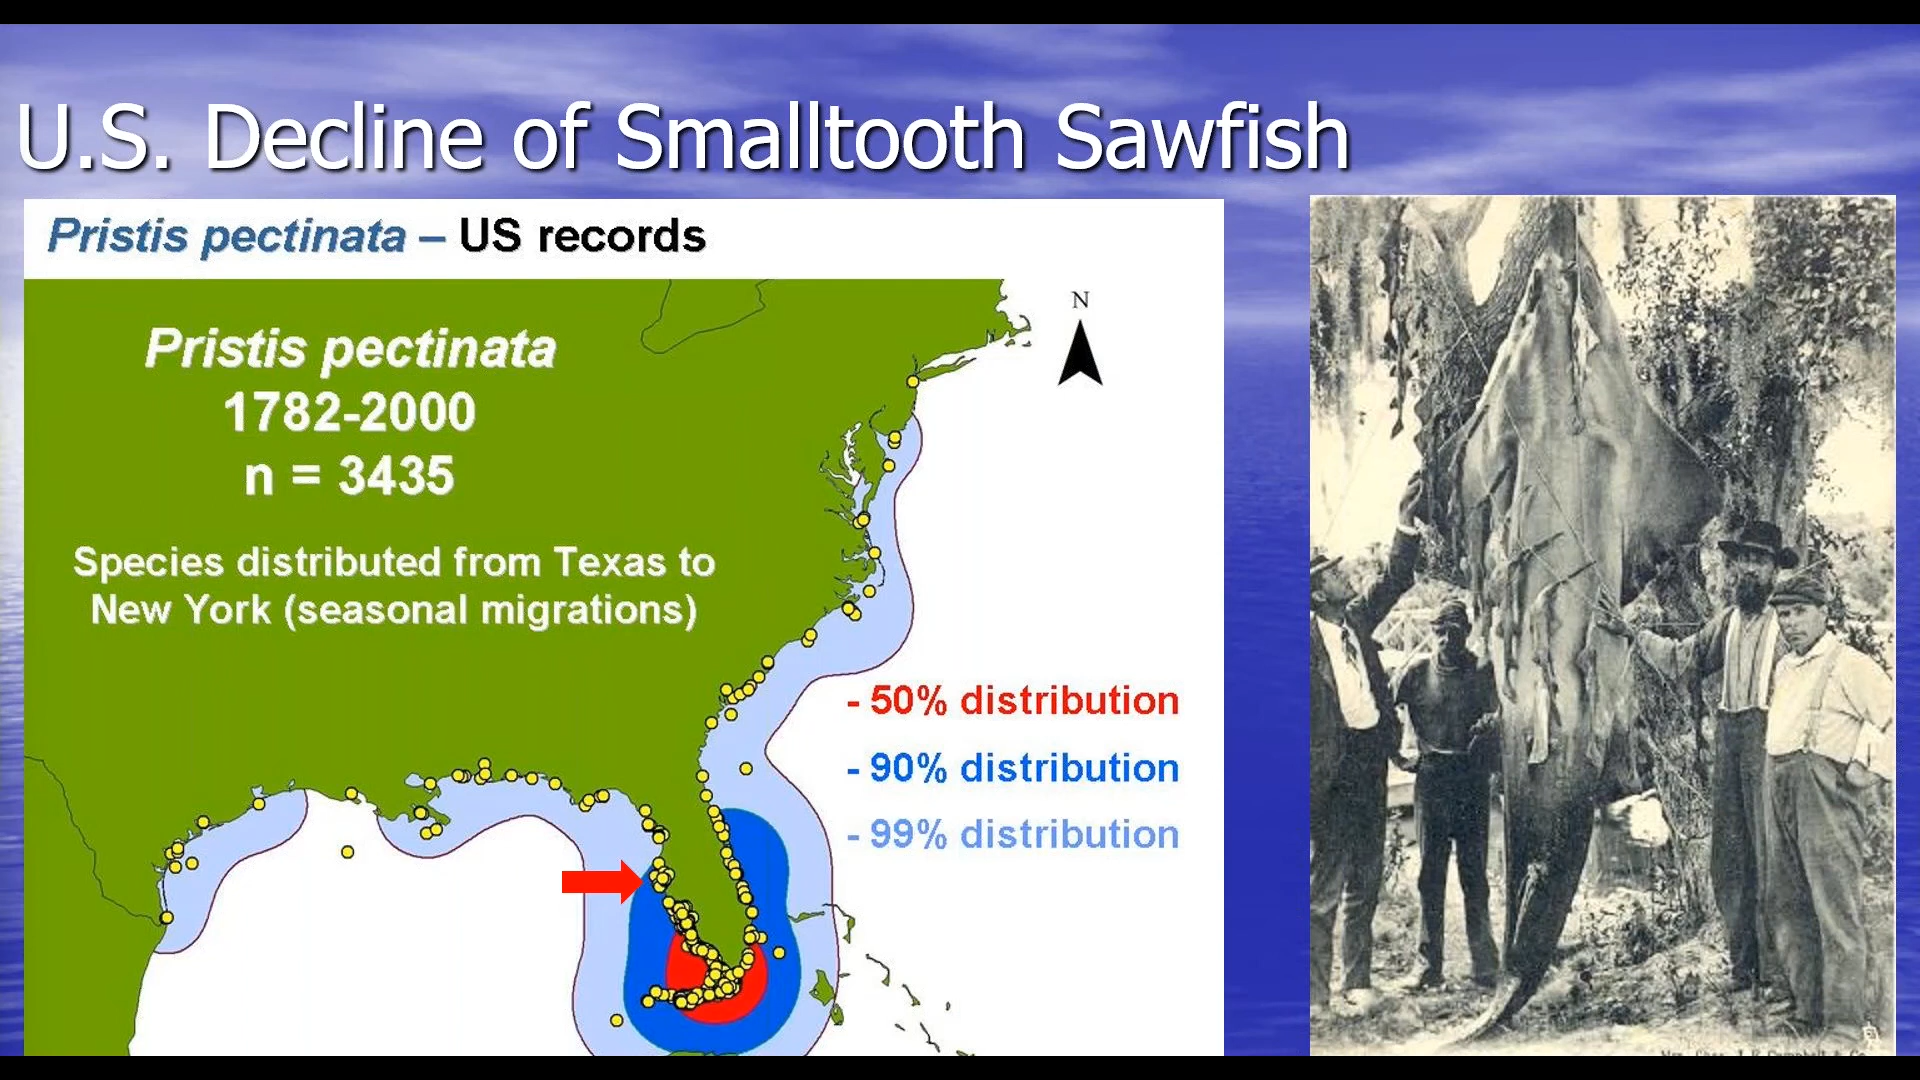 U.S. Decline of Smalltooth Sawfish
Pristis pectinata – US records
N
Pristis pectinata
1782-2000
n = 3435
Species distributed from Texas to
New York (seasonal migrations)
- 50% distribution
- 90% distribution
- 99% distribution